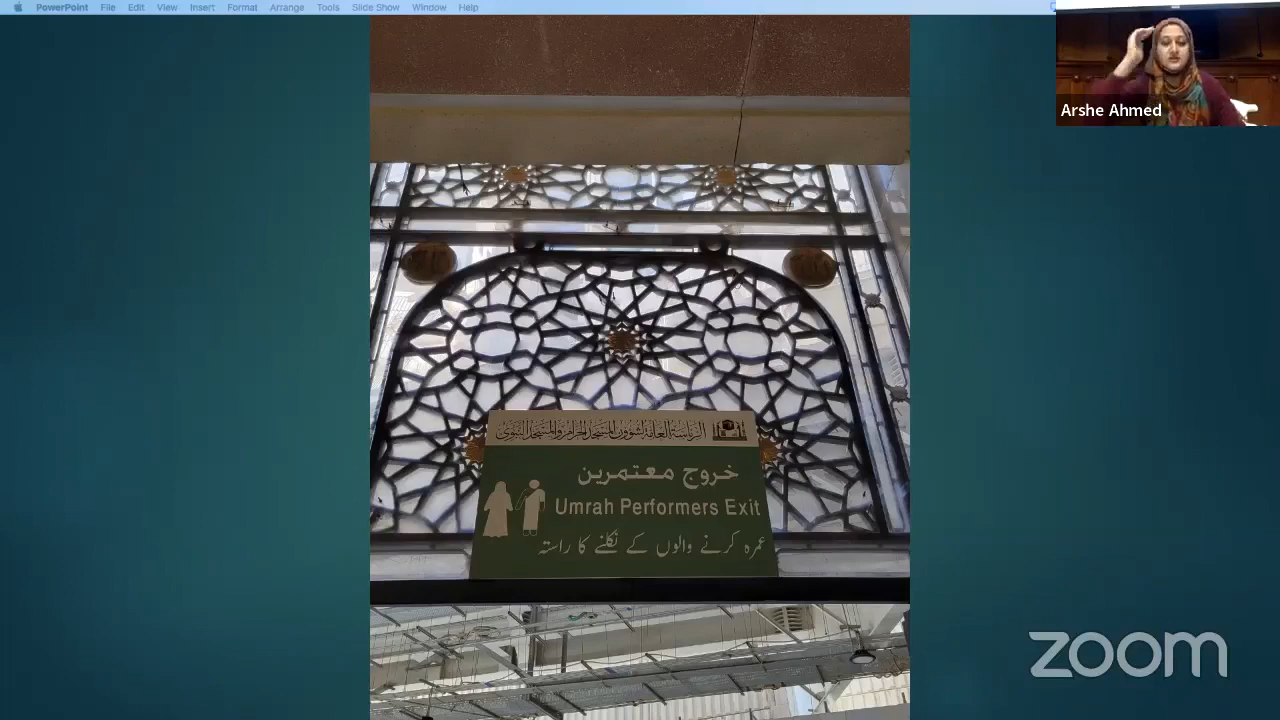 PowerPoint File Edit View Insert Format Arrange Tools Slide Show Window Help
Arshe Ahmed
الرئاسة العامة لشؤون المسجد الحرام والمسجد النبوي
خروج معتمرين
Umrah Performers Exit
عمرہ کرنے والوں کے نکلنے کا راستہ
zoom